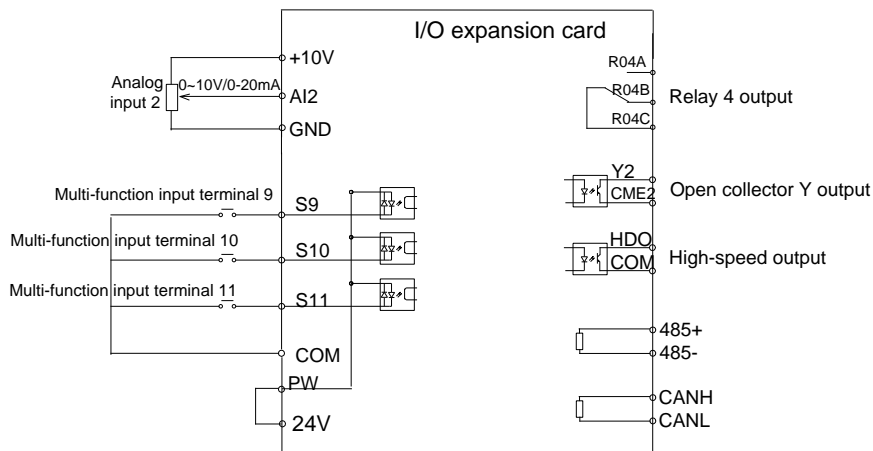 I/O expansion card
+10V
Analog
input 2
0~10V/0-20mA
AI2
GND
Multi-function input terminal 9
S9
Multi-function input terminal 10
S10
Multi-function input terminal 11
S11
COM
PW
24V
R04A
R04B
Relay 4 output
R04C
Y2
Open collector Y output
CME2
HDO
High-speed output
COM
485+
485-
CANH
CANL